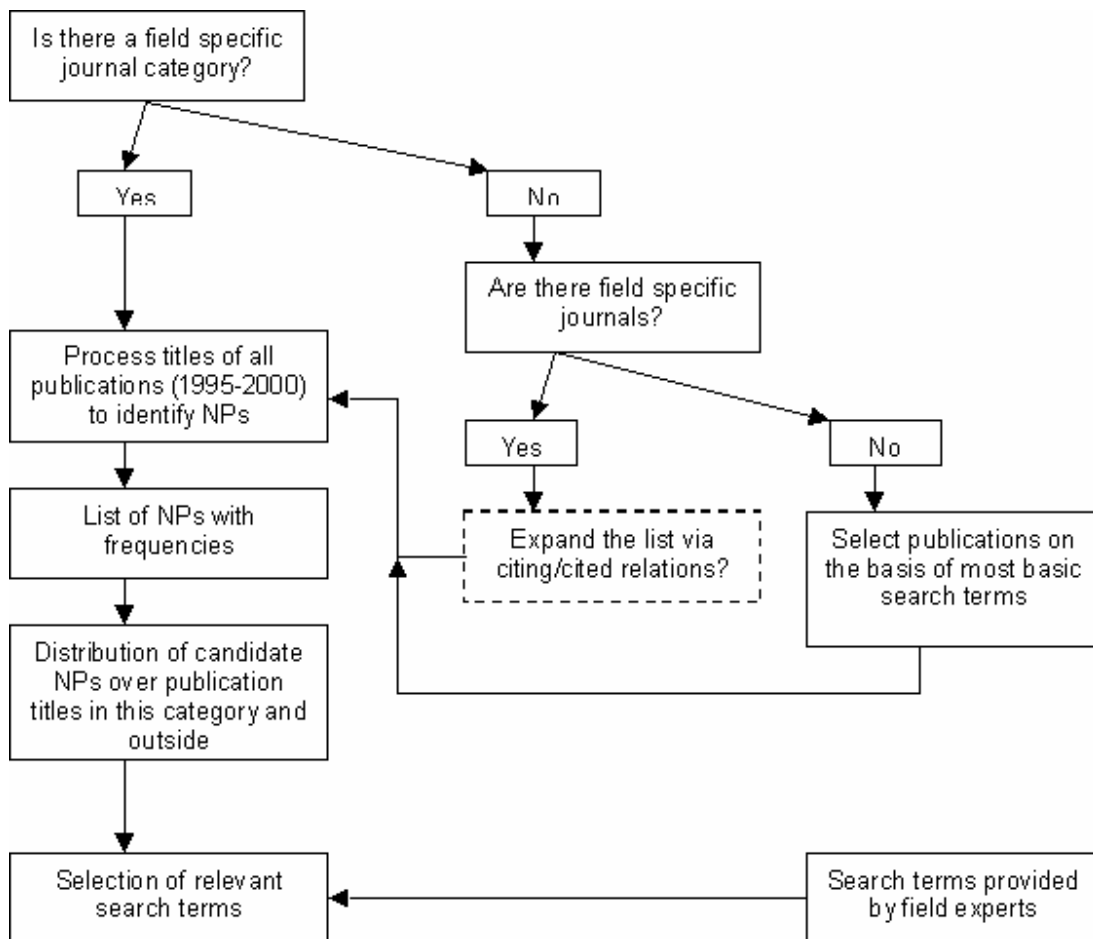 Is there a field specific
journal category?
Yes
No
Are there field specific
journals?
Process titles of all
publications (1995-2000)
to identify NPs
Yes
No
List of NPs with
frequencies
Expand the list via
citing/cited relations?
Select publications on
the basis of most basic
search terms
Distribution of candidate
NPs over publication
titles in this category and
outside
Selection of relevant
search terms
Search terms provided
by field experts